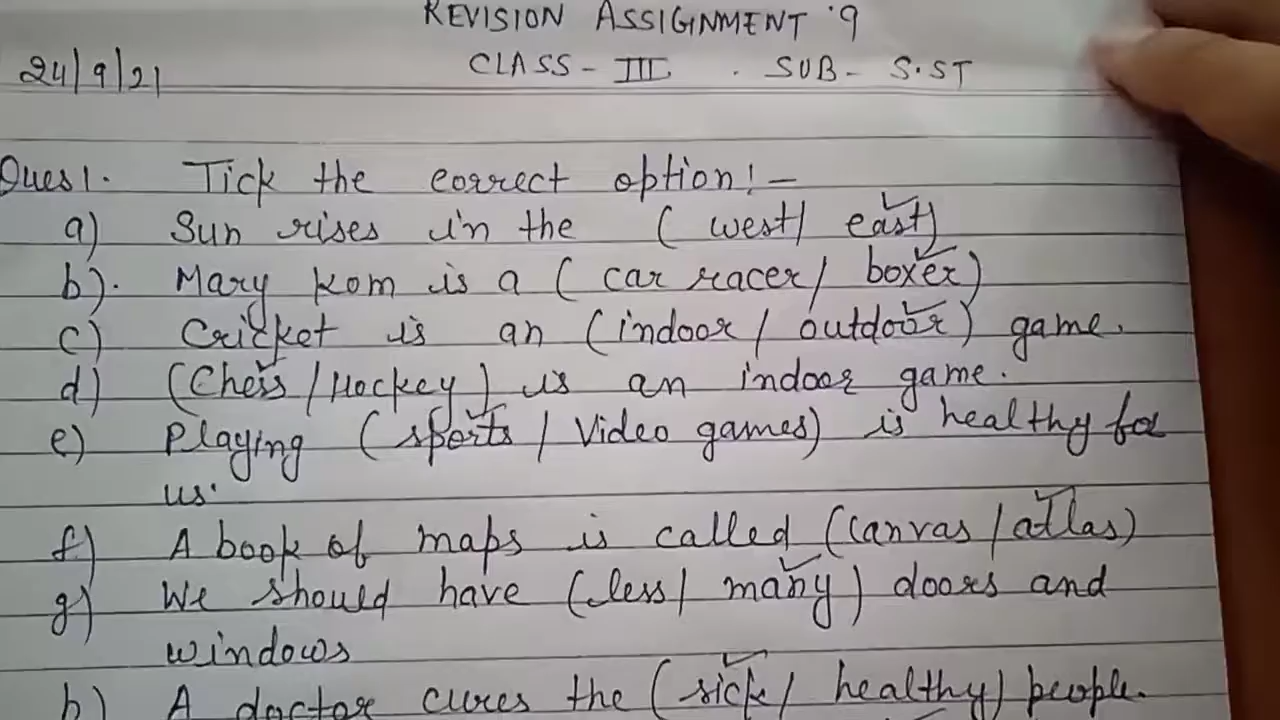 REVISION ASSIGNMENT '9
24/9/21 CLASS - III . SUB - S.ST
Ques1. Tick the correct option! -
a) Sun rises in the ( west/ east)
b). Mary Kom is a ( car racer/ boxer)
c) Cricket is an (indoor / outdoor) game.
d) (Chess /Hockey ) is an indoor game.
e) Playing ( sports / Video games) is healthy for
us.
f) A book of maps is called (Canvas /atlas)
g) We should have (less/ many ) doors and
windows
h) A doctor cures the ( sick/ healthy) people.